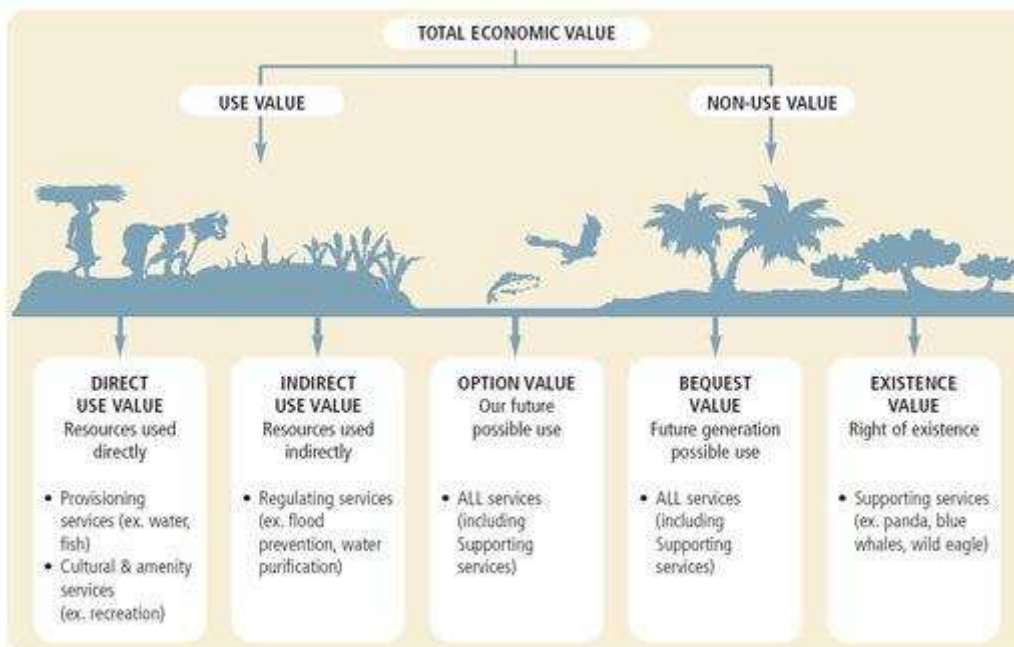 TOTAL ECONOMIC VALUE
USE VALUE
NON-USE VALUE
DIRECT
USE VALUE
Resources used
directly
• Provisioning
services (ex. water,
fish)
• Cultural & amenity
services
(ex. recreation)
INDIRECT
USE VALUE
Resources used
indirectly
• Regulating services
(ex. flood
prevention, water
purification)
OPTION VALUE
Our future
possible use
• ALL services
(including
Supporting
services)
BEQUEST
VALUE
Future generation
possible use
• ALL services
(including
Supporting
services)
EXISTENCE
VALUE
Right of existence
• Supporting services
(ex. panda, blue
whales, wild eagle)